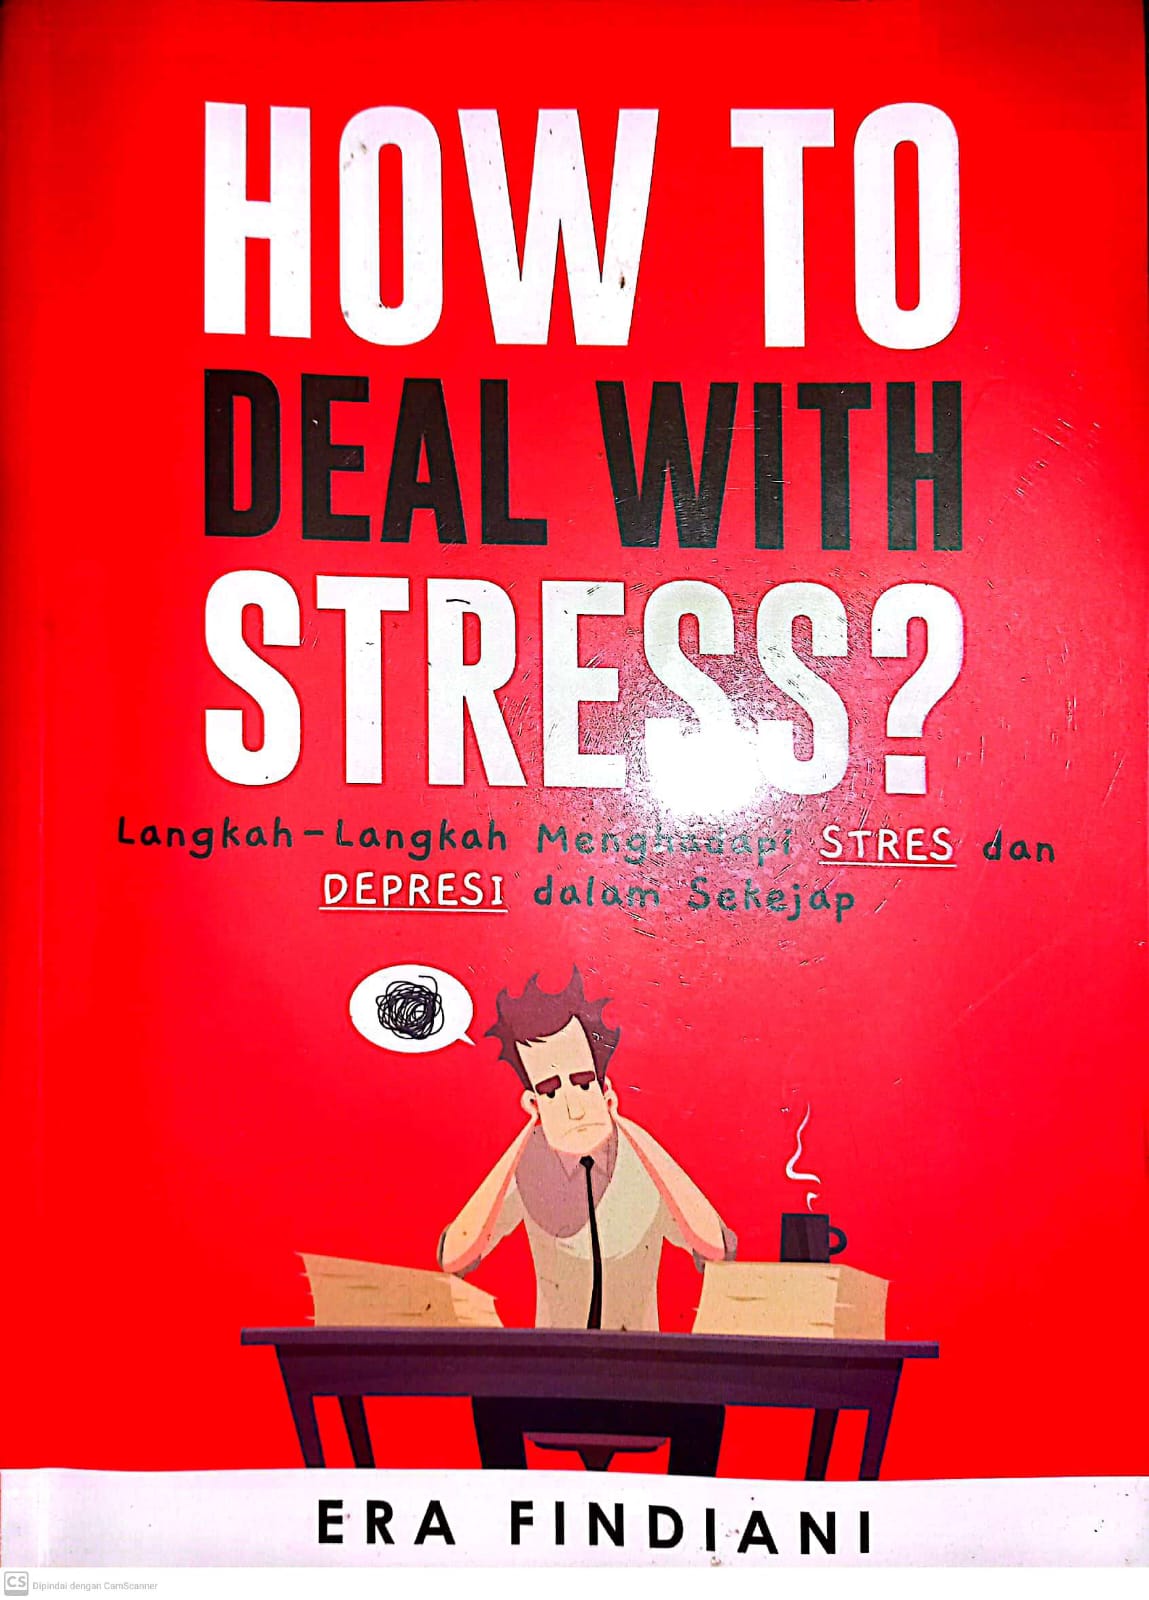 HOW TO
DEAL WITH
STRESS?
Langkah-Langkah Menghadapi STRES dan
DEPRESI dalam Sekejap
ERA FINDIANI
CS Dipindai dengan CamScanner